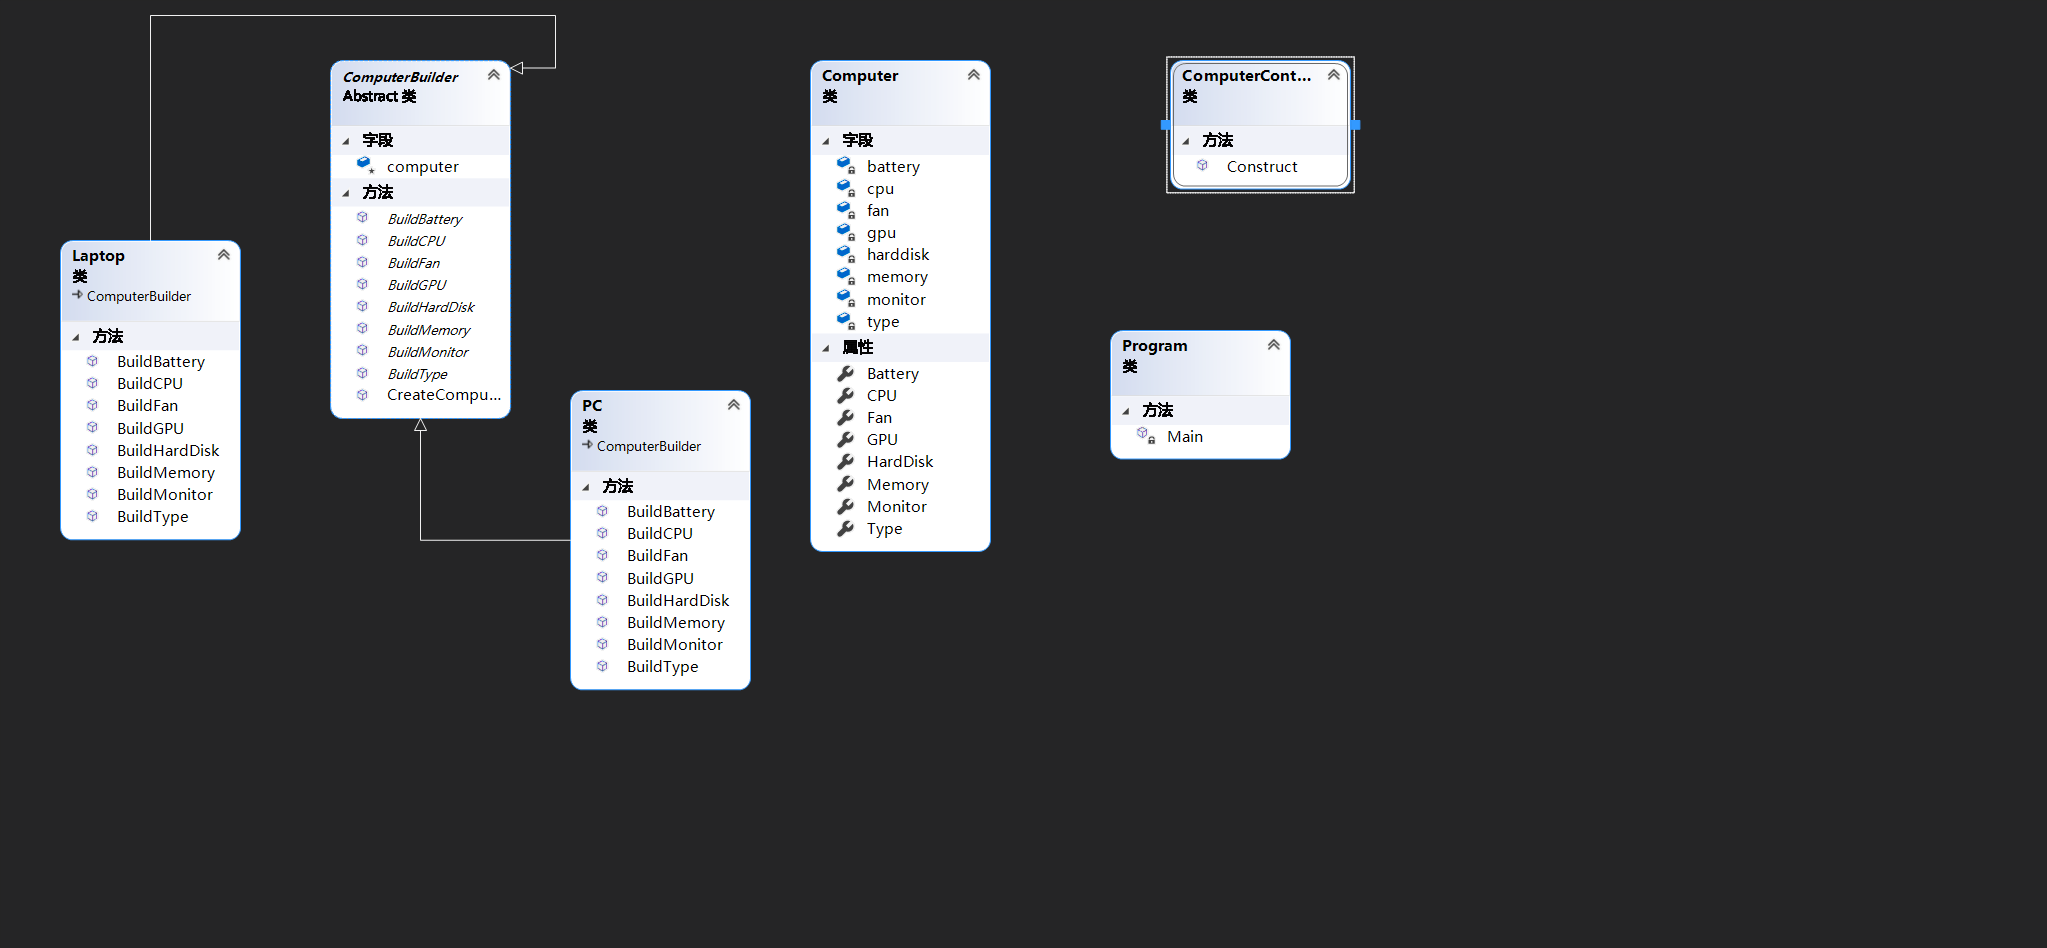 ComputerBuilder
Abstract 类
字段
computer
方法
BuildBattery
BuildCPU
BuildFan
BuildGPU
BuildHardDisk
BuildMemory
BuildMonitor
BuildType
CreateCompu...
Laptop
类
ComputerBuilder
方法
BuildBattery
BuildCPU
BuildFan
BuildGPU
BuildHardDisk
BuildMemory
BuildMonitor
BuildType
PC
类
ComputerBuilder
方法
BuildBattery
BuildCPU
BuildFan
BuildGPU
BuildHardDisk
BuildMemory
BuildMonitor
BuildType
Computer
类
字段
battery
cpu
fan
gpu
harddisk
memory
monitor
type
属性
Battery
CPU
Fan
GPU
HardDisk
Memory
Monitor
Type
ComputerCont...
类
方法
Construct
Program
类
方法
Main